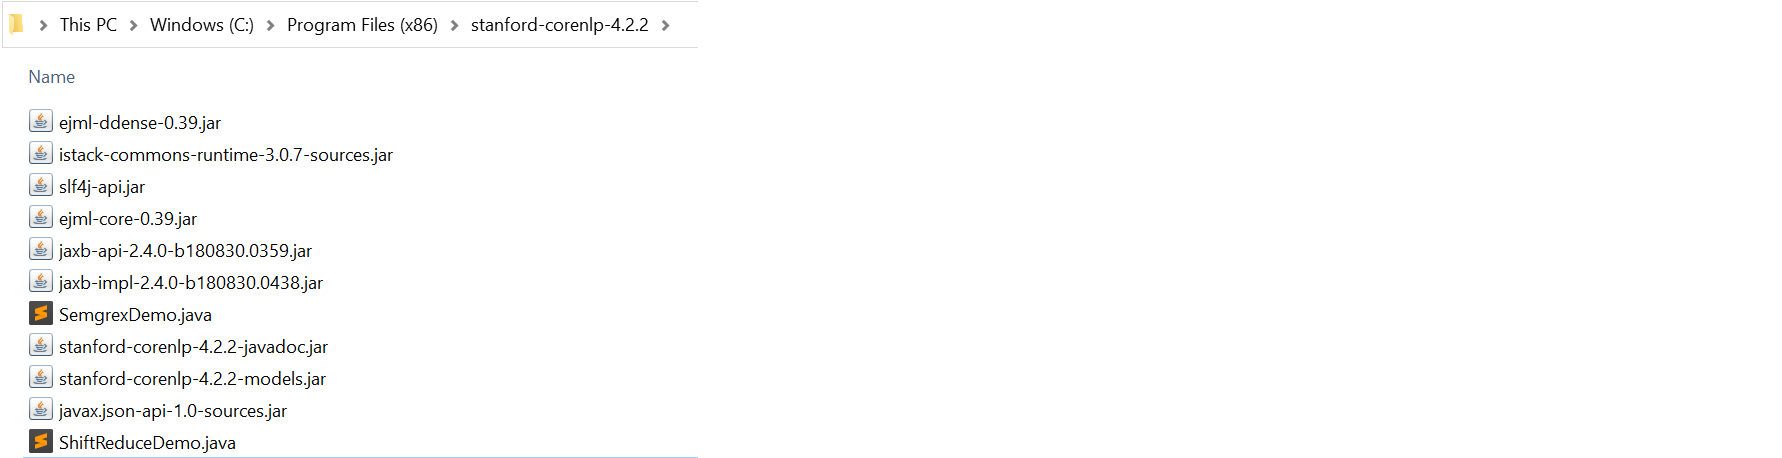 This PC > Windows (C:) > Program Files (x86) > stanford-corenlp-4.2.2 >
Name
ejml-ddense-0.39.jar
istack-commons-runtime-3.0.7-sources.jar
slf4j-api.jar
ejml-core-0.39.jar
jaxb-api-2.4.0-b180830.0359.jar
jaxb-impl-2.4.0-b180830.0438.jar
SemgrexDemo.java
stanford-corenlp-4.2.2-javadoc.jar
stanford-corenlp-4.2.2-models.jar
javax.json-api-1.0-sources.jar
ShiftReduceDemo.java